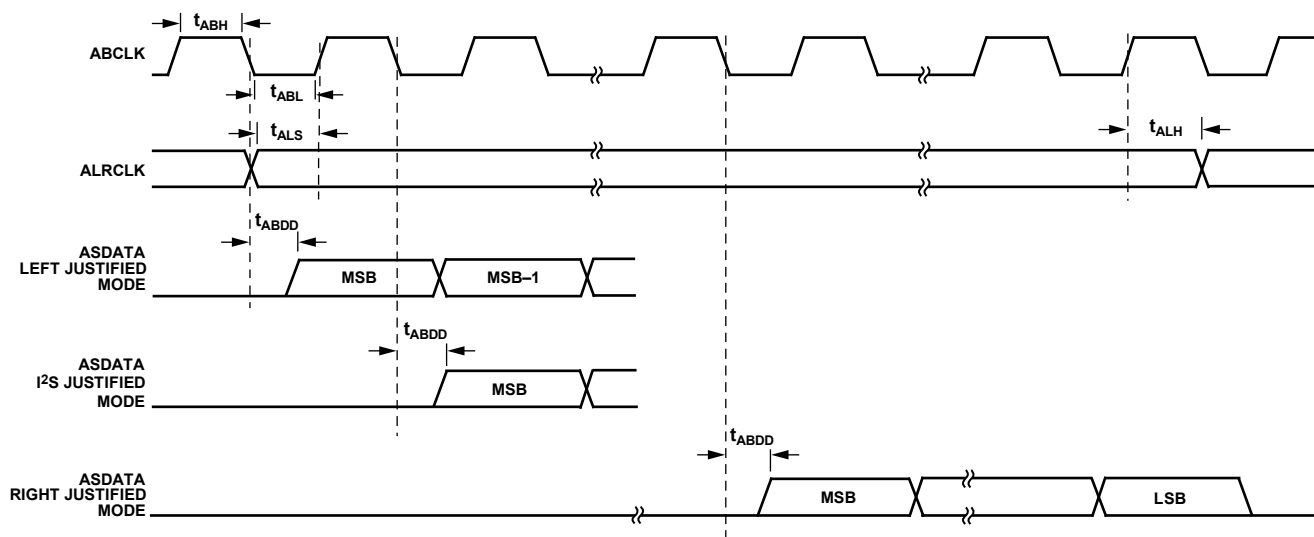 tABH
ABCLK
tABL
tALS
tALH
ALRCLK
tABDD
ASDATA
LEFT JUSTIFIED
MODE
MSB
MSB–1
tABDD
ASDATA
I2S JUSTIFIED
MODE
MSB
tABDD
ASDATA
RIGHT JUSTIFIED
MODE
MSB
LSB